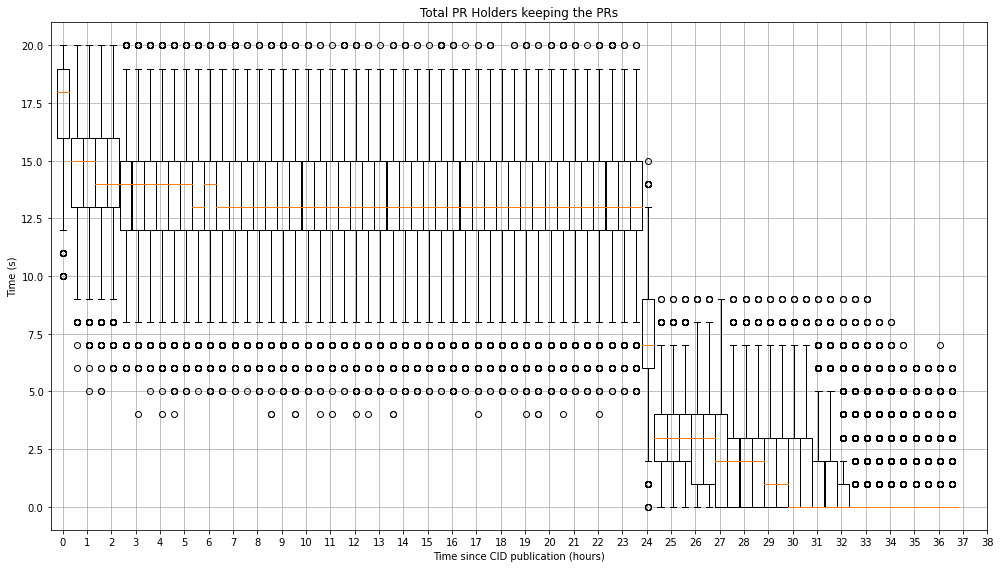 Total PR Holders keeping the PRs
Time (s)
20.0
17.5
15.0
12.5
10.0
7.5
5.0
2.5
0.0
0 1 2 3 4 5 6 7 8 9 10 11 12 13 14 15 16 17 18 19 20 21 22 23 24 25 26 27 28 29 30 31 32 33 34 35 36 37 38
Time since CID publication (hours)